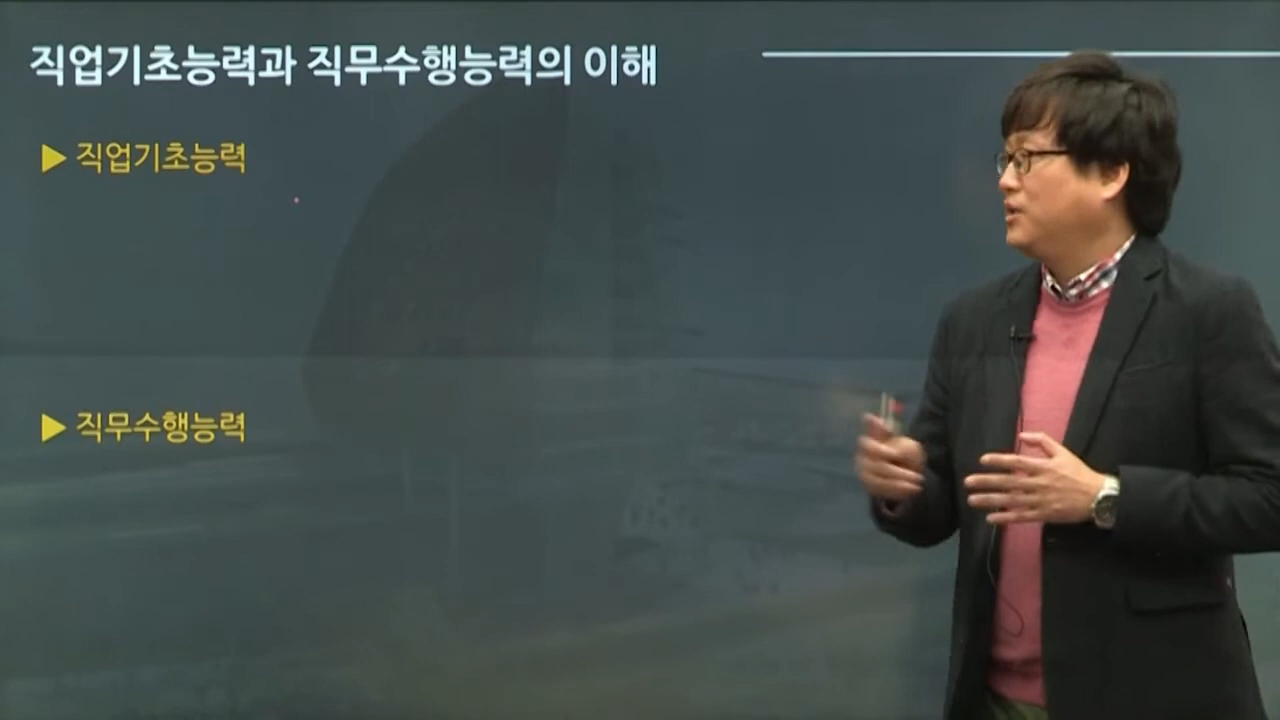 직업기초능력과 직무수행능력의 이해
▶ 직업기초능력
▶ 직무수행능력